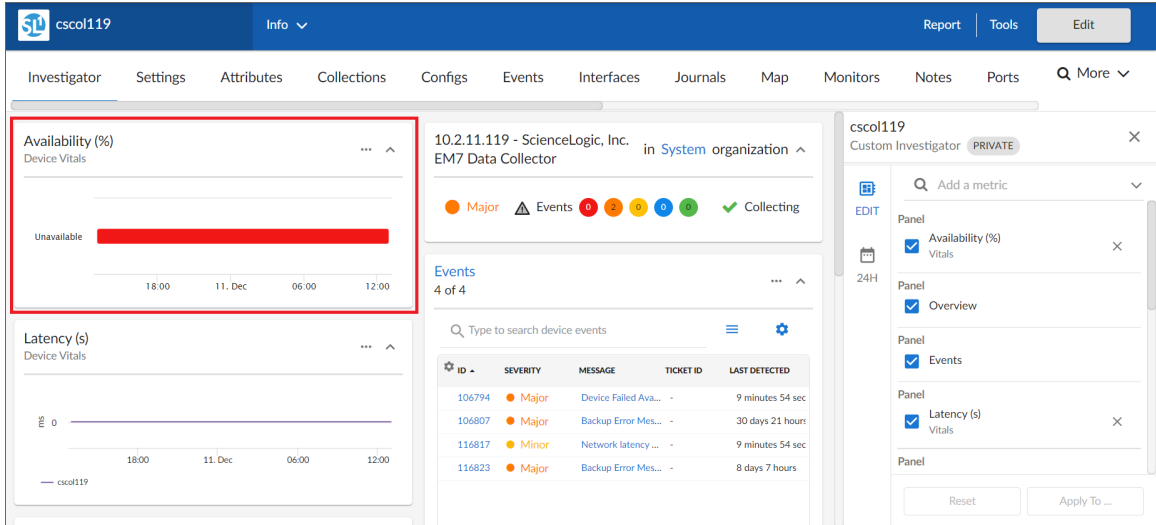 SL cscol119
Info
Report
Tools
Edit
Investigator
Settings
Attributes
Collections
Configs
Events
Interfaces
Journals
Map
Monitors
Notes
Ports
More
Availability (%)
Device Vitals
Unavailable
18:00 11. Dec 06:00 12:00
Latency (s)
Device Vitals
ms
0
18:00 11. Dec 06:00 12:00
cscol119
10.2.11.119 - ScienceLogic, Inc.
EM7 Data Collector
in System organization
Major Events 0 2 0 0 0 Collecting
Events
4 of 4
Type to search device events
ID SEVERITY MESSAGE TICKET ID LAST DETECTED
106794 Major Device Failed Ava... - 9 minutes 54 sec
106807 Major Backup Error Mes... - 30 days 21 hours
116817 Minor Network latency ... - 9 minutes 54 sec
116823 Major Backup Error Mes... - 8 days 7 hours
cscol119
Custom Investigator PRIVATE
EDIT
24H
Add a metric
Panel
Availability (%)
Vitals
Panel
Overview
Panel
Events
Panel
Latency (s)
Vitals
Panel
Reset
Apply To ...